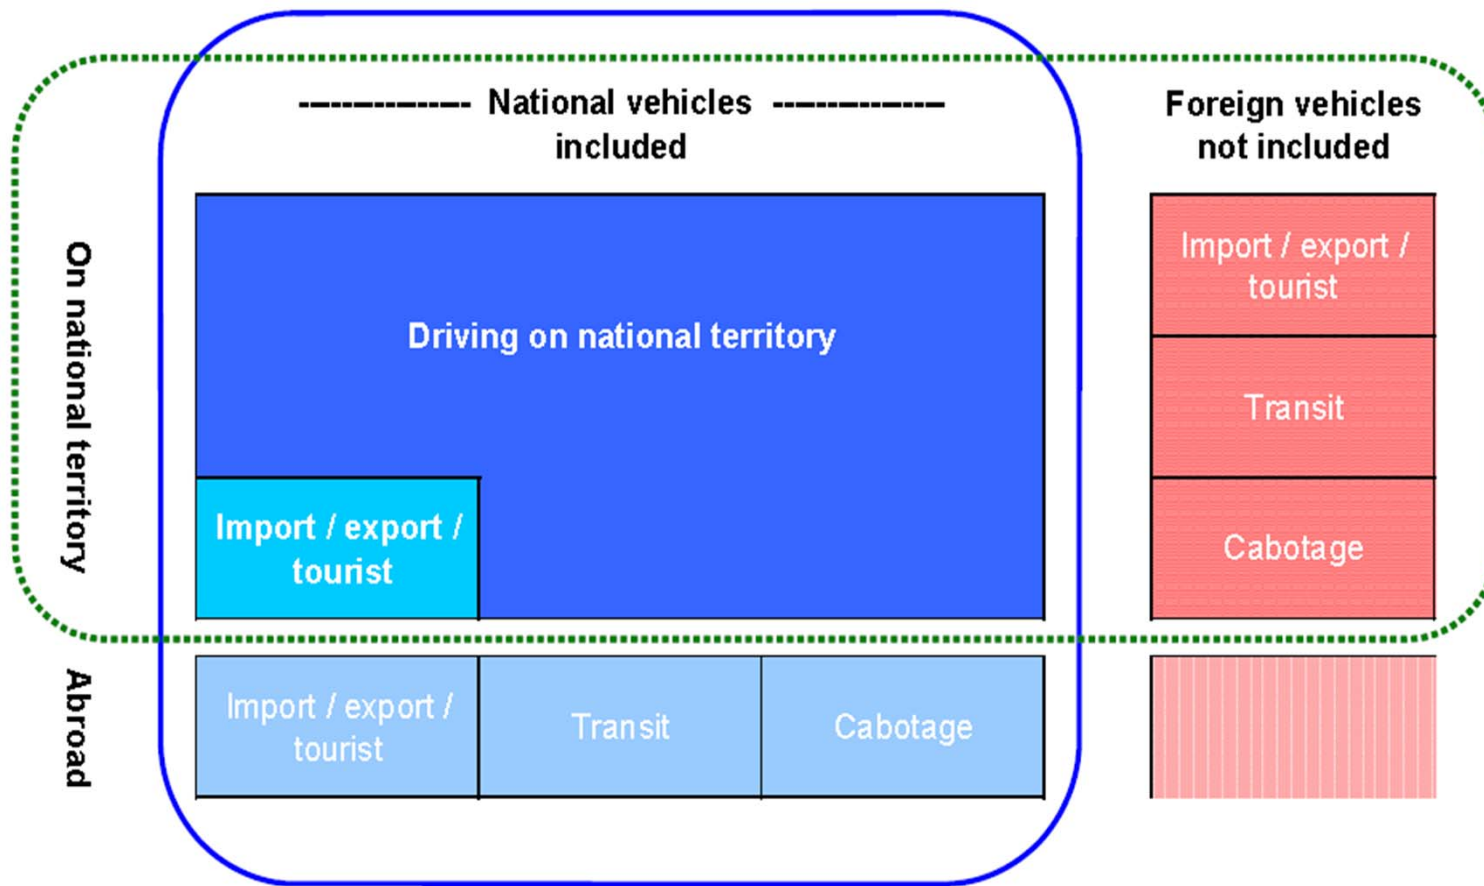 National vehicles
included
Foreign vehicles
not included
On national territory
Driving on national territory
Import / export /
tourist
Import / export /
tourist
Transit
Cabotage
Abroad
Import / export /
tourist
Transit
Cabotage